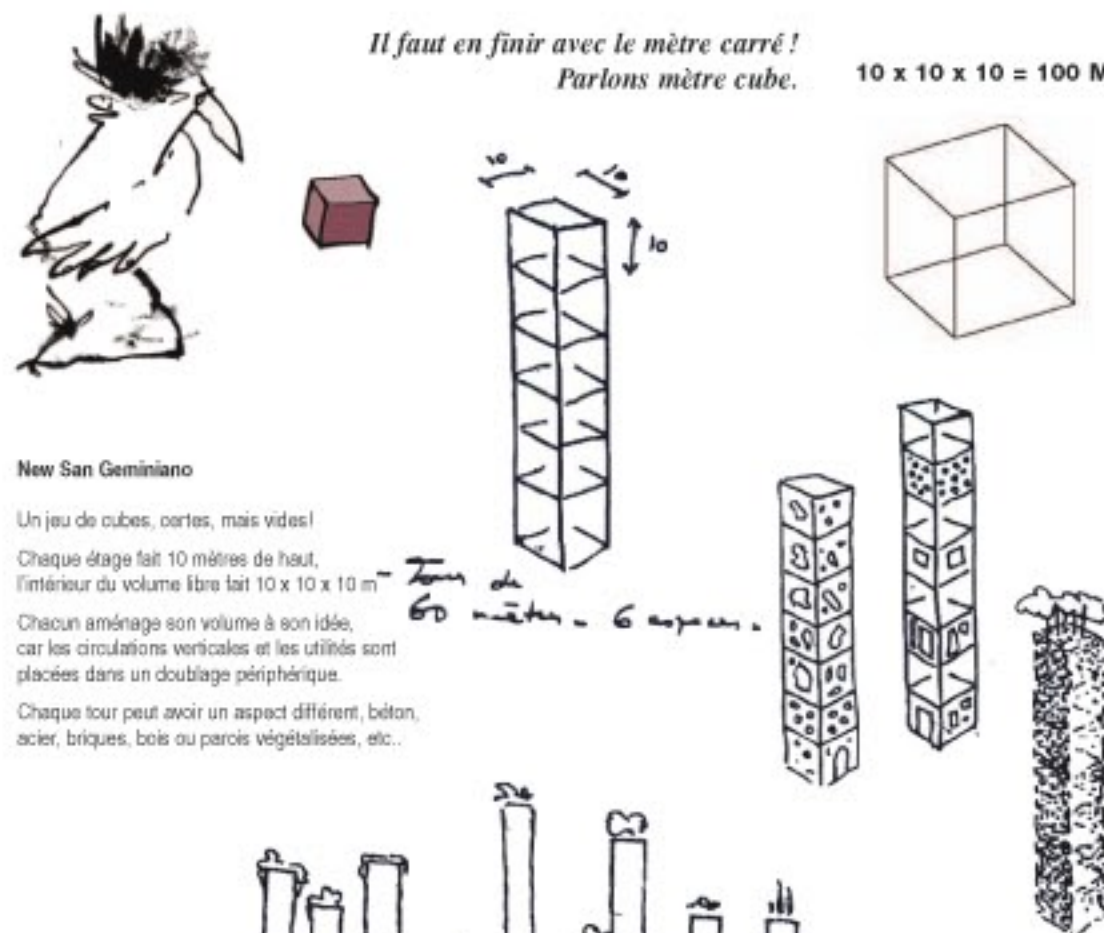 Il faut en finir avec le mètre carré !
Parlons mètre cube.
10 x 10 x 10 = 100 M
10
10
10
New San Geminiano
Un jeu de cubes, certes, mais vides!
Chaque étage fait 10 mètres de haut,
l'intérieur du volume libre fait 10 x 10 x 10 m
Chacun aménage son volume à son idée,
car les circulations verticales et les utilités sont
placées dans un doublage périphérique.
Chaque tour peut avoir un aspect différent, béton,
acier, briques, bois ou parois végétalisées, etc..
Tour de
60 mètres = 6 espaces.